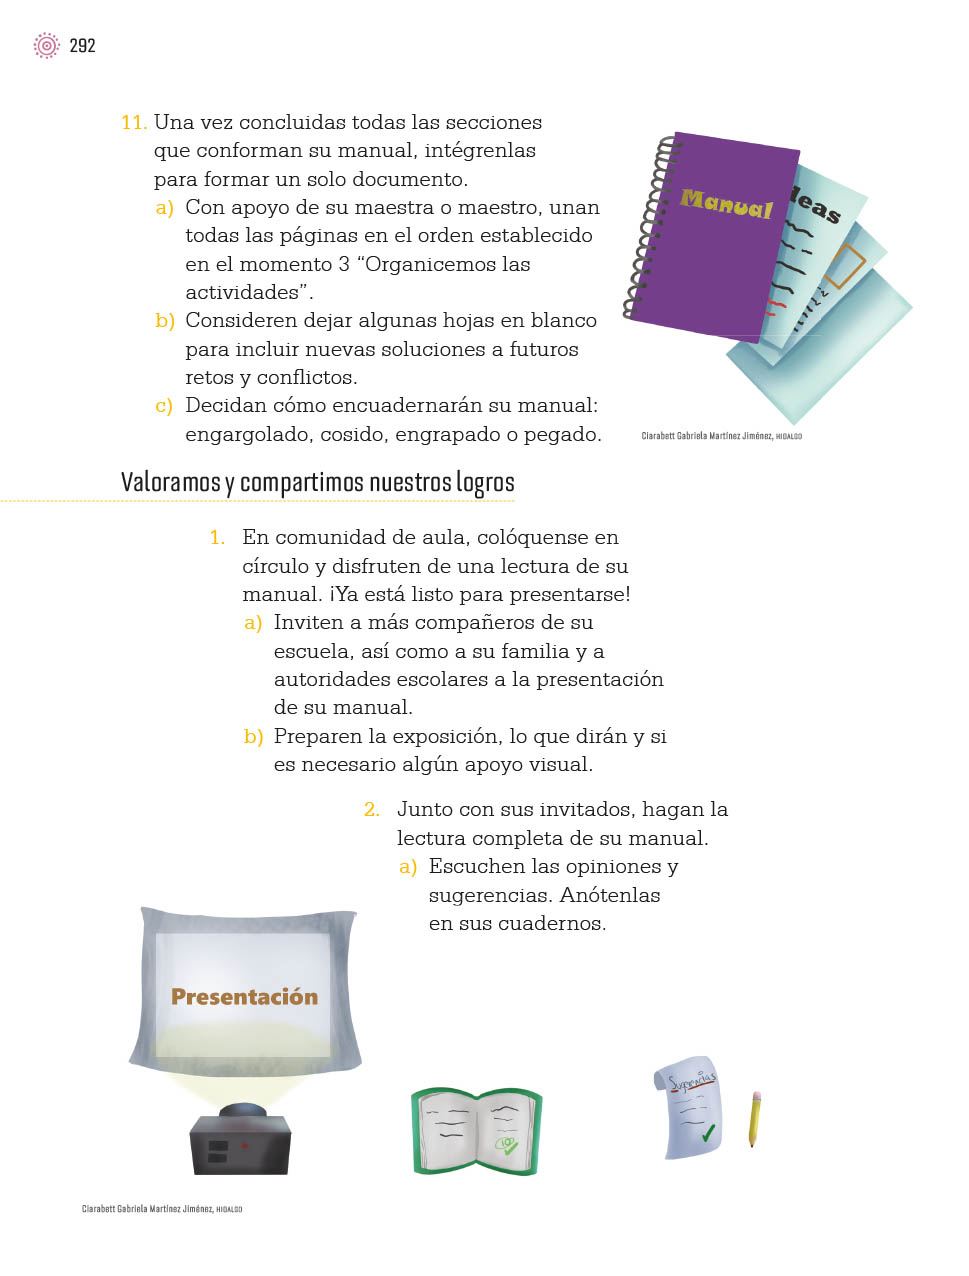 292
11. Una vez concluidas todas las secciones
que conforman su manual, intégrenlas
para formar un solo documento.
a) Con apoyo de su maestra o maestro, unan
todas las páginas en el orden establecido
en el momento 3 “Organicemos las
actividades”.
b) Consideren dejar algunas hojas en blanco
para incluir nuevas soluciones a futuros
retos y conflictos.
c) Decidan cómo encuadernarán su manual:
engargolado, cosido, engrapado o pegado.
Manual
deas
Ciarabett Gabriela Martínez Jiménez, HIDALGO
Valoramos y compartimos nuestros logros
1. En comunidad de aula, colóquense en
círculo y disfruten de una lectura de su
manual. ¡Ya está listo para presentarse!
a) Inviten a más compañeros de su
escuela, así como a su familia y a
autoridades escolares a la presentación
de su manual.
b) Preparen la exposición, lo que dirán y si
es necesario algún apoyo visual.
2. Junto con sus invitados, hagan la
lectura completa de su manual.
a) Escuchen las opiniones y
sugerencias. Anótenlas
en sus cuadernos.
Presentación
100
Sugerencias
Ciarabett Gabriela Martínez Jiménez, HIDALGO